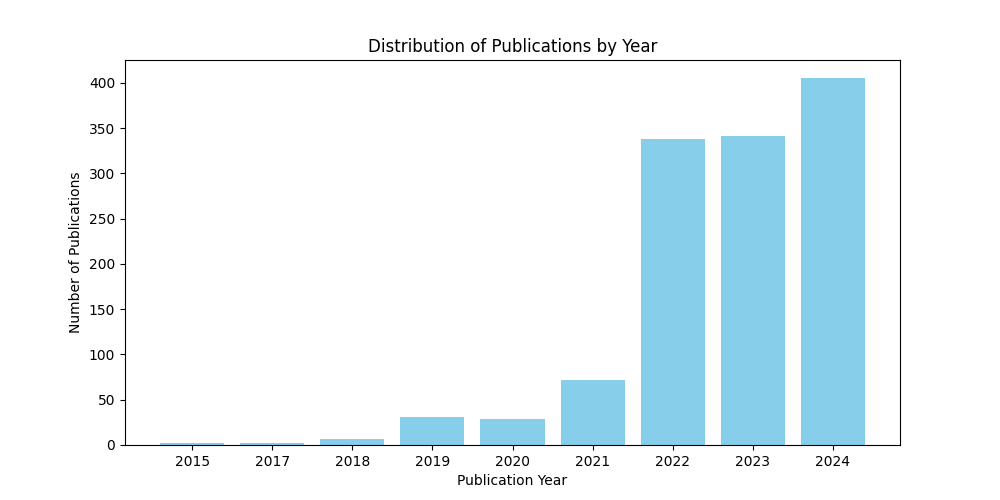 Distribution of Publications by Year
Number of Publications
400
350
300
250
200
150
100
50
0
2015 2017 2018 2019 2020 2021 2022 2023 2024
Publication Year